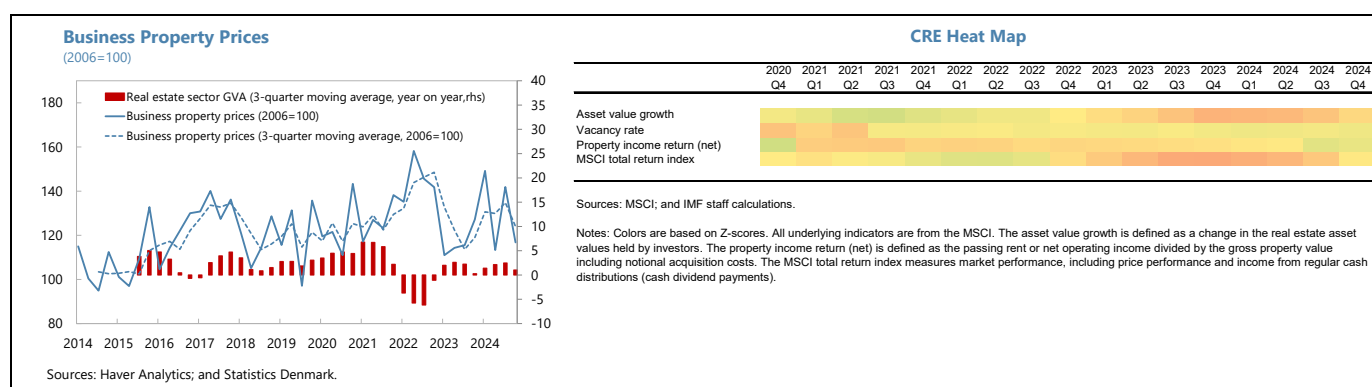 Business Property Prices
(2006=100)
Real estate sector GVA (3-quarter moving average, year on year,rhs)
Business property prices (2006=100)
Business property prices (3-quarter moving average, 2006=100)
180
160
140
120
100
80
40
35
30
25
20
15
10
5
0
-5
-10
2014 2015 2016 2017 2018 2019 2020 2021 2022 2023 2024
Sources: Haver Analytics; and Statistics Denmark.
CRE Heat Map
2020 2021 2021 2021 2021 2022 2022 2022 2022 2023 2023 2023 2023 2024 2024 2024 2024
Q4 Q1 Q2 Q3 Q4 Q1 Q2 Q3 Q4 Q1 Q2 Q3 Q4 Q1 Q2 Q3 Q4
Asset value growth
Vacancy rate
Property income return (net)
MSCI total return index
Sources: MSCI; and IMF staff calculations.
Notes: Colors are based on Z-scores. All underlying indicators are from the MSCI. The asset value growth is defined as a change in the real estate asset
values held by investors. The property income return (net) is defined as the passing rent or net operating income divided by the gross property value
including notional acquisition costs. The MSCI total return index measures market performance, including price performance and income from regular cash
distributions (cash dividend payments).